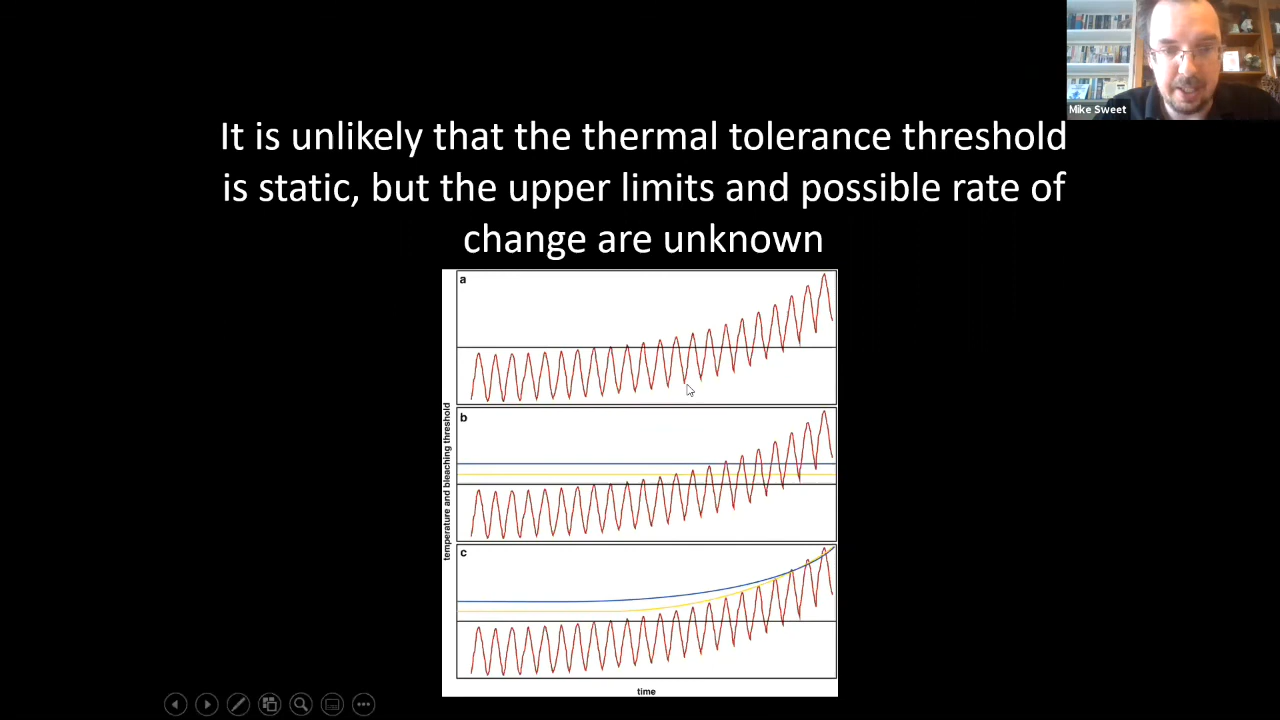 Mike Sweet
It is unlikely that the thermal tolerance threshold
is static, but the upper limits and possible rate of
change are unknown
a
b
c
temperature and bleaching threshold
time